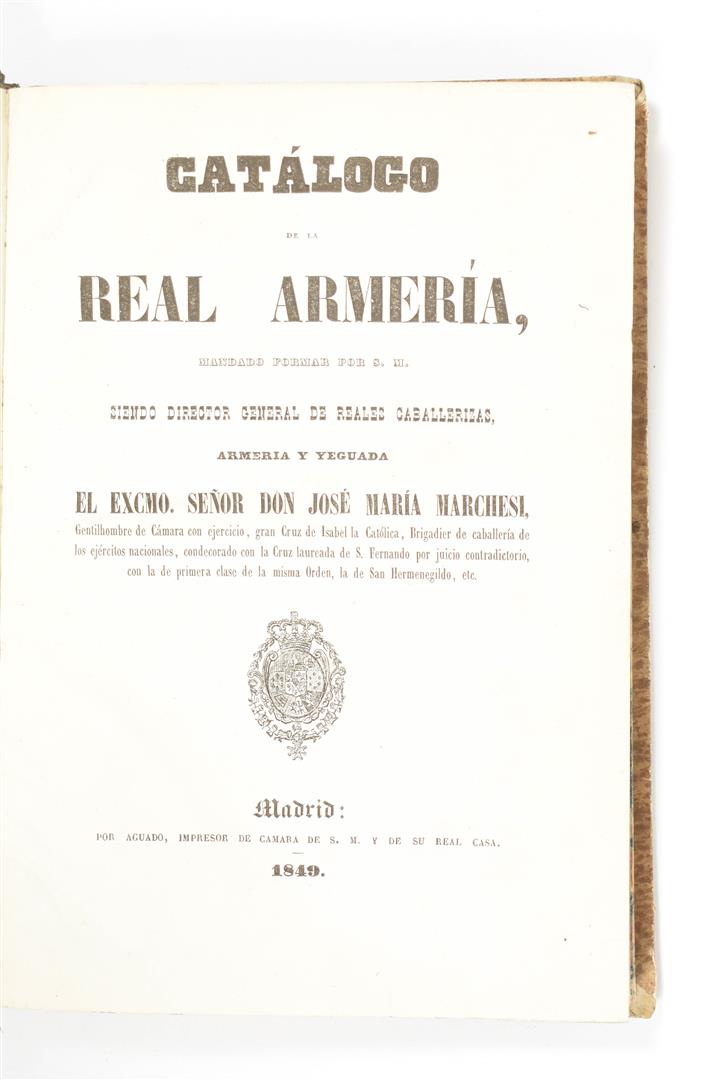 CATÁLOGO
DE LA
REAL ARMERÍA,
MANDADO FORMAR POR S. M.
SIENDO DIRECTOR GENERAL DE REALES CABALLERIZAS,
ARMERIA Y YEGUADA
EL EXCMO. SEÑOR DON JOSÉ MARÍA MARCHESI,
Gentilhombre de Cámara con ejercicio, gran Cruz de Isabel la Católica, Brigadier de caballería de
los ejércitos nacionales, condecorado con la Cruz laureada de S. Fernando por juicio contradictorio,
con la de primera clase de la misma Orden, la de San Hermenegildo, etc.
Madrid:
POR AGUADO, IMPRESOR DE CAMARA DE S. M. Y DE SU REAL CASA.
1849.